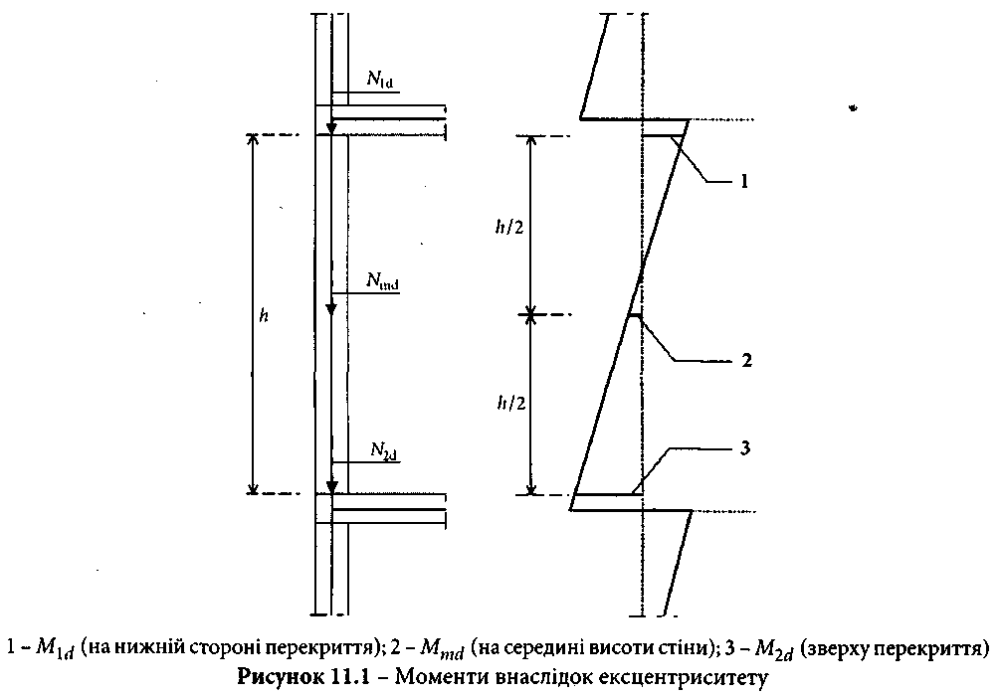 N1d
1
h/2
Nmd
h
2
h/2
N2d
3
1 – M1d (на нижній стороні перекриття); 2 – Mmd (на середині висоти стіни); 3 – M2d (зверху перекриття)
Рисунок 11.1 – Моменти внаслідок ексцентриситету